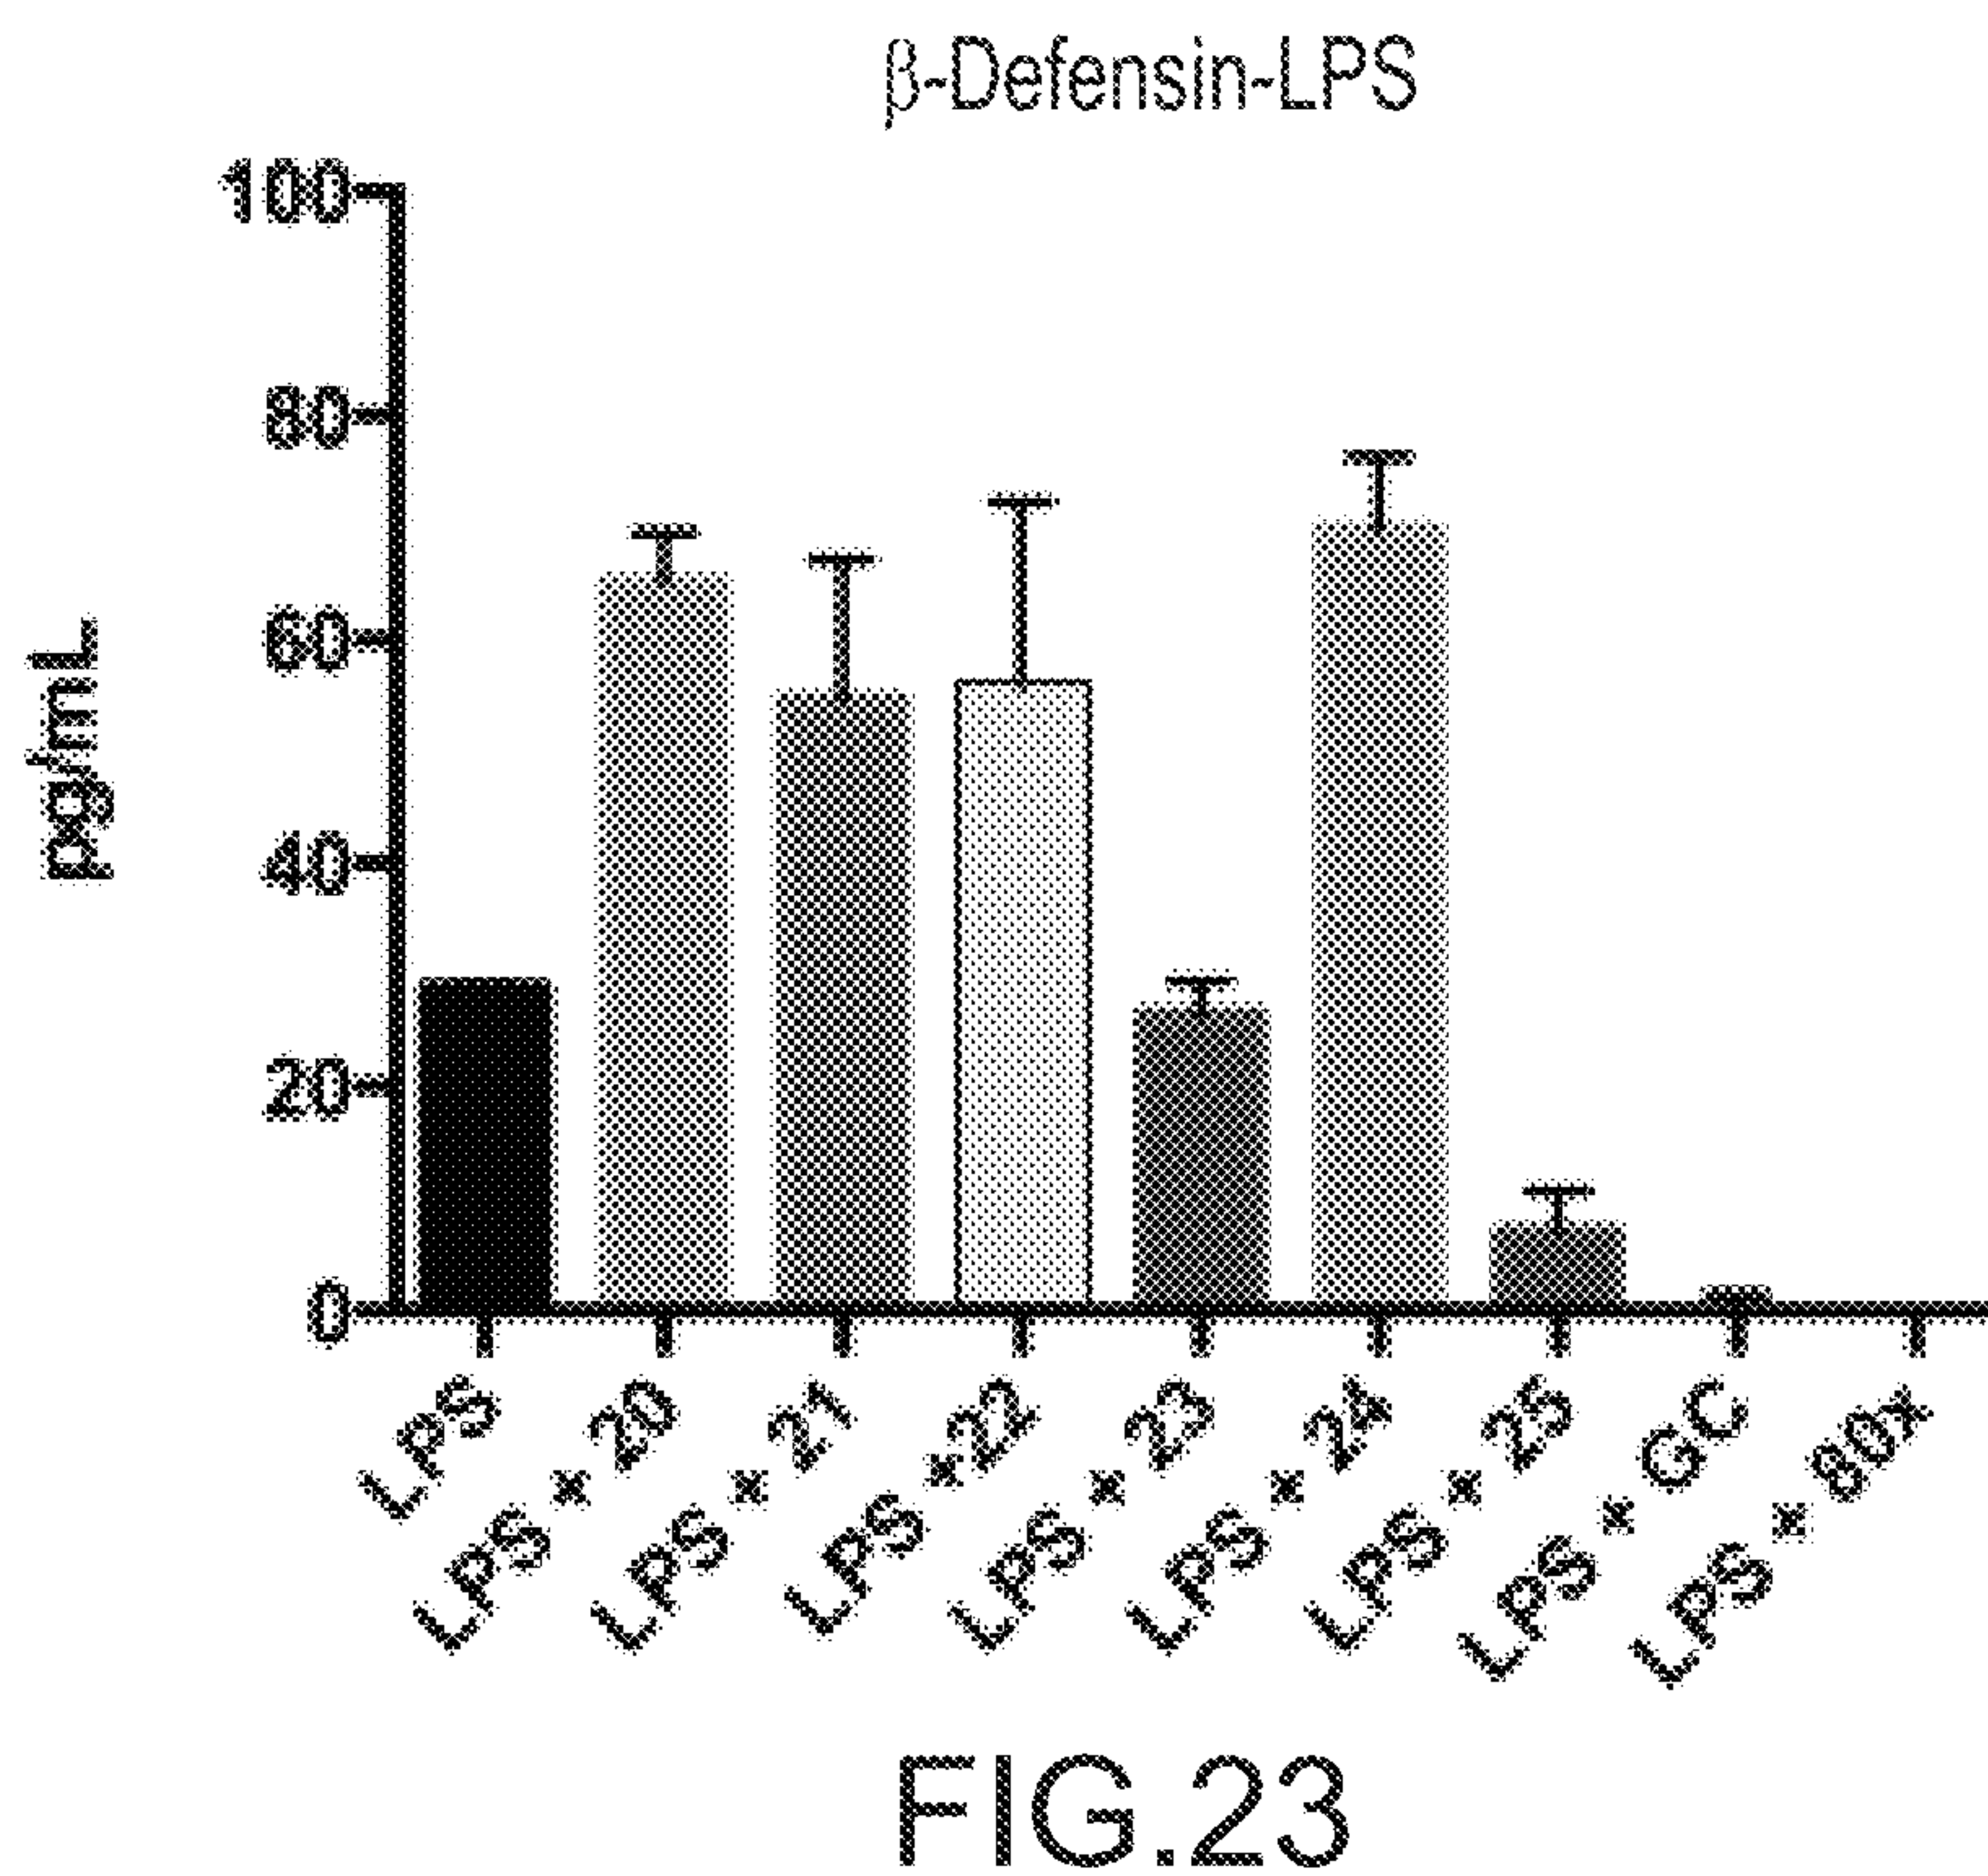 β-Defensin-LPS
100
80
60
40
20
0
pg/mL
LPS
LPS + 20
LPS + 21
LPS +22
LPS + 23
LPS + 24
LPS + 25
LPS + GC
LPS + 80x
FIG.23